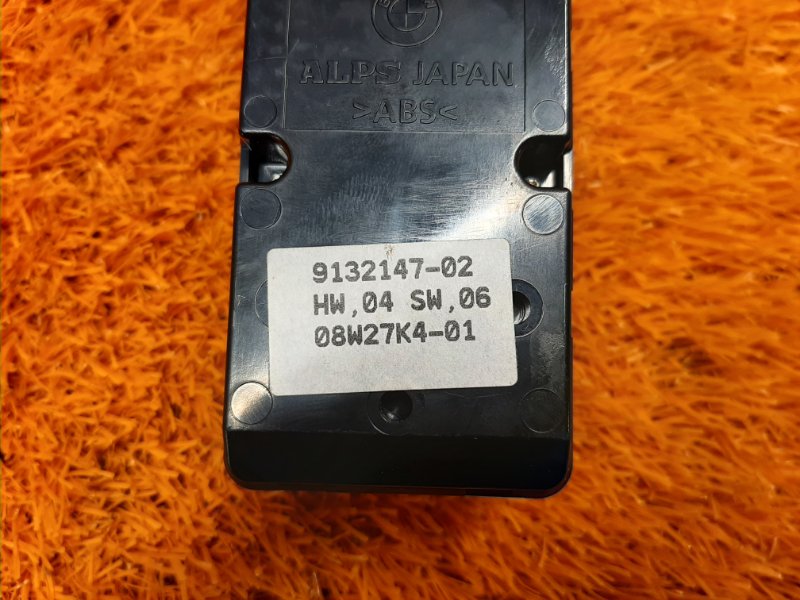 ALPS JAPAN
>ABS<
9132147-02
HW,04 SW,06
08W27K4-01